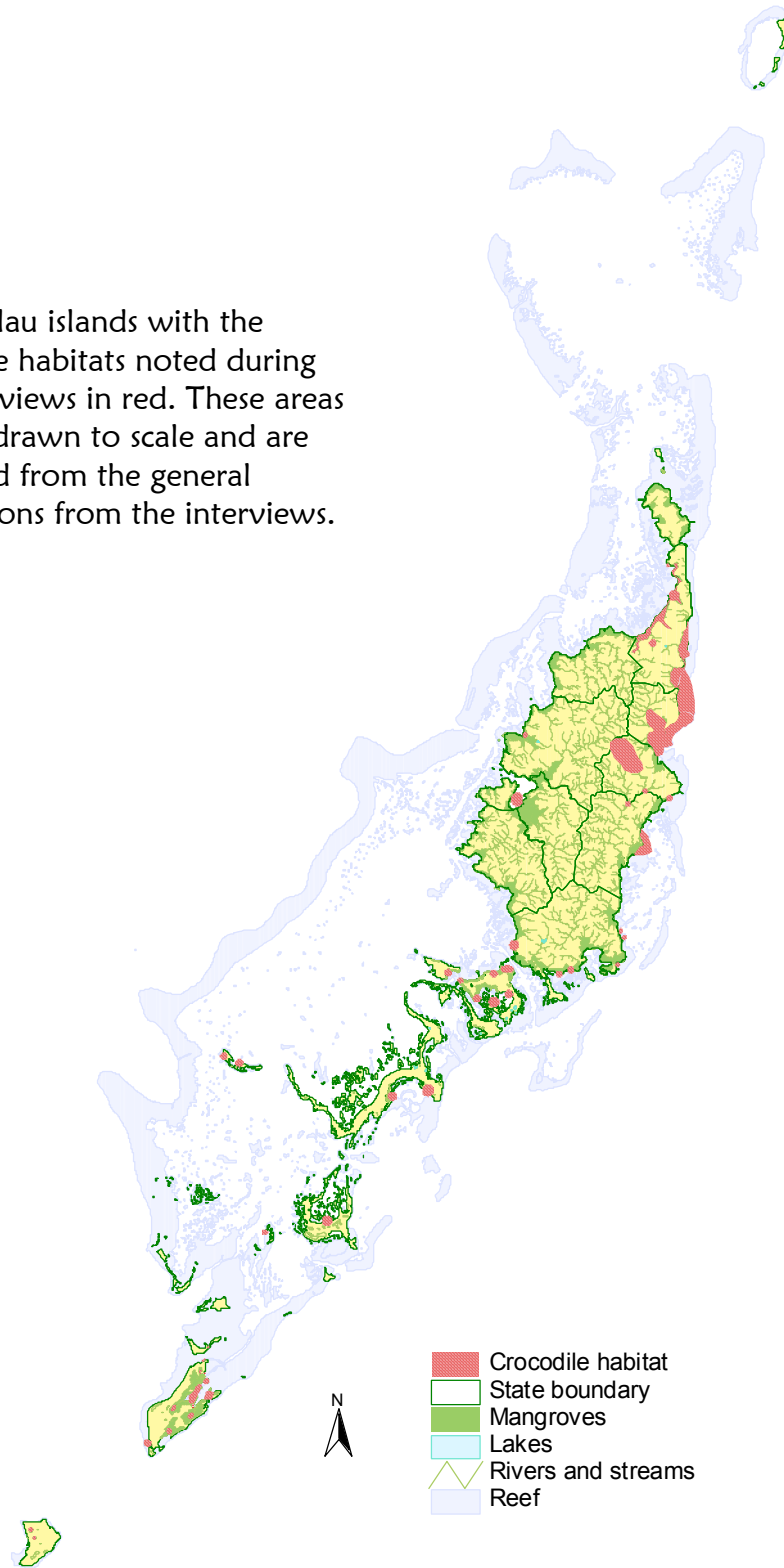 lau islands with the
e habitats noted during
views in red. These areas
drawn to scale and are
d from the general
ons from the interviews.
N
Crocodile habitat
State boundary
Mangroves
Lakes
Rivers and streams
Reef